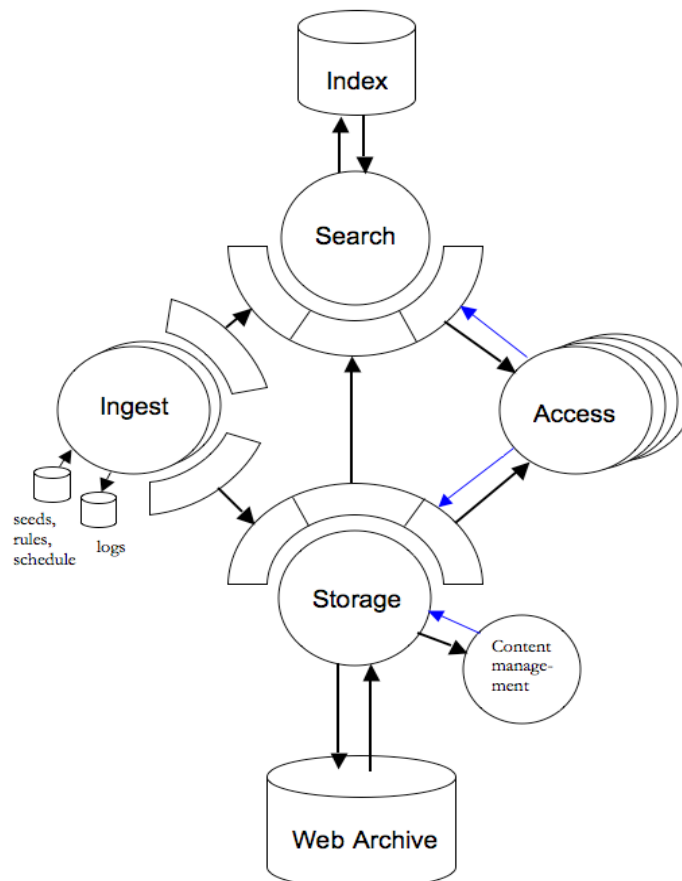 Index
Search
Ingest
Access
seeds,
rules,
schedule
logs
Storage
Content
manage-
ment
Web Archive